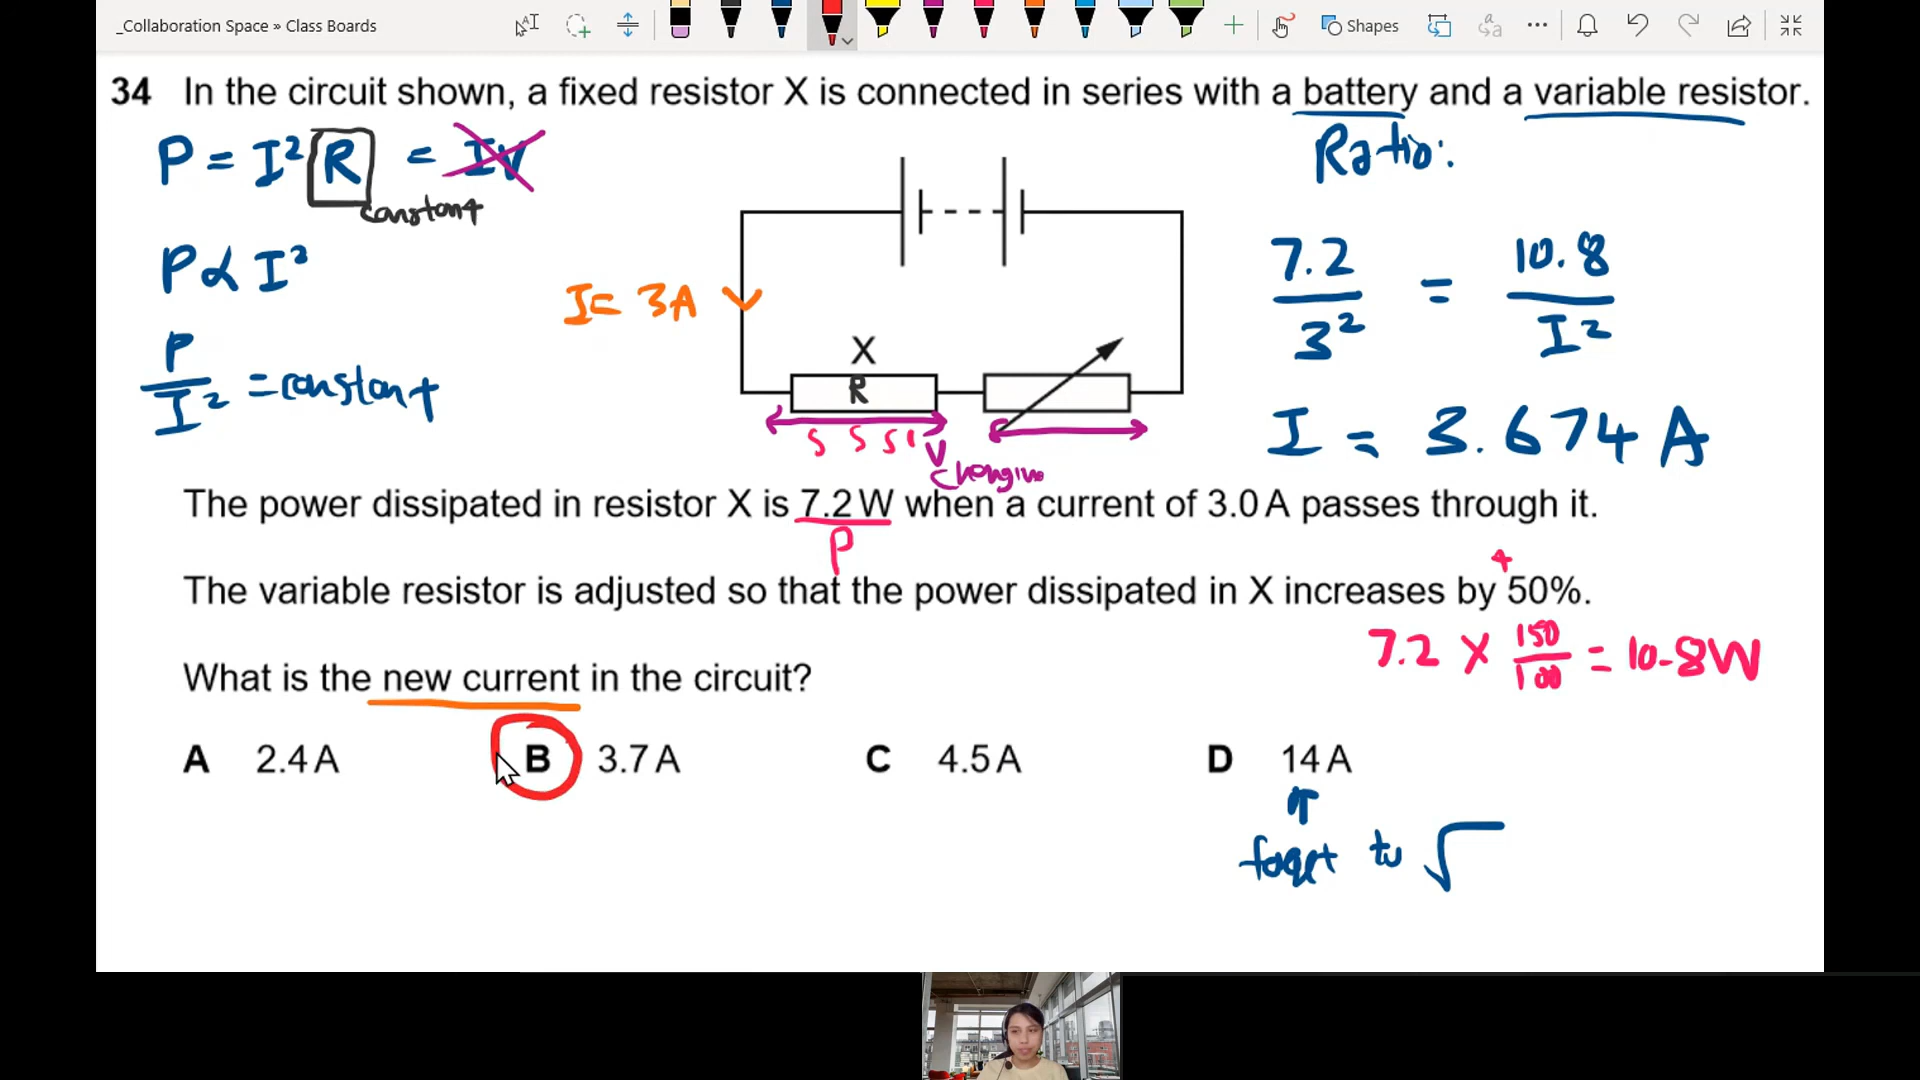 _Collaboration Space » Class Boards
Shapes
34 In the circuit shown, a fixed resistor X is connected in series with a battery and a variable resistor.
P = I² R = IV
constant
Ratio:
P ∝ I²
7.2 / 3² = 10.8 / I²
I = 3A
X
R
P / I² = constant
I = 3.674 A
V
changing
The power dissipated in resistor X is 7.2 W when a current of 3.0 A passes through it.
P
+
The variable resistor is adjusted so that the power dissipated in X increases by 50%.
7.2 × 150/100 = 10.8W
What is the new current in the circuit?
A 2.4 A B 3.7 A C 4.5 A D 14 A
forget to √